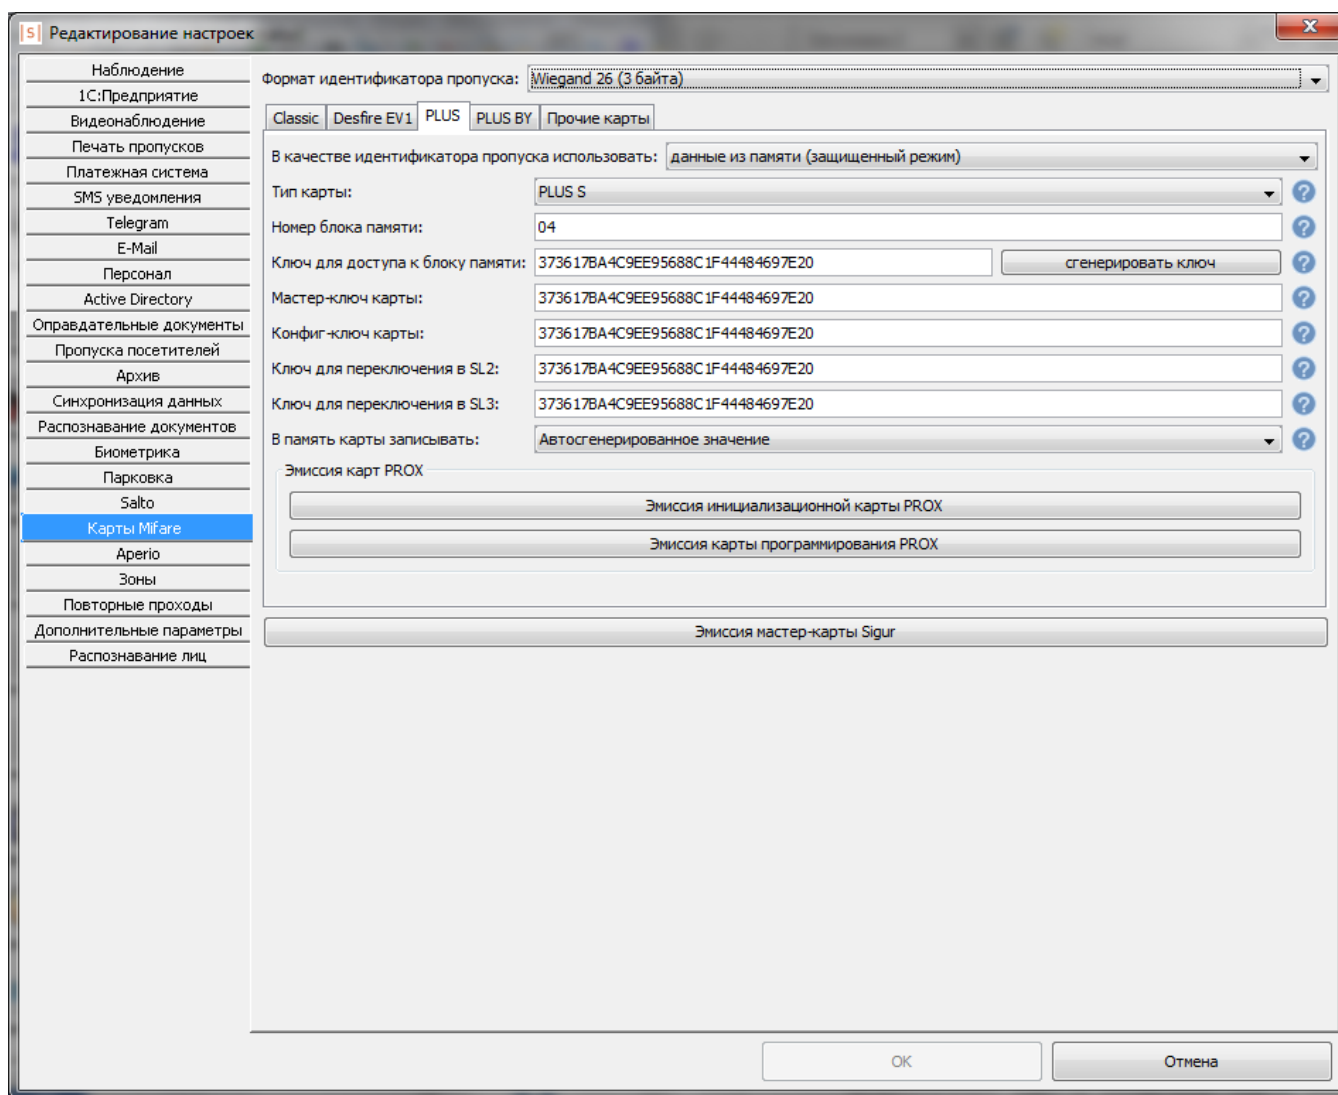 |S| Редактирование настроек
Наблюдение
1С:Предприятие
Видеонаблюдение
Печать пропусков
Платежная система
SMS уведомления
Telegram
E-Mail
Персонал
Active Directory
Оправдательные документы
Пропуска посетителей
Архив
Синхронизация данных
Распознавание документов
Биометрика
Парковка
Salto
Карты Mifare
Aperio
Зоны
Повторные проходы
Дополнительные параметры
Распознавание лиц
Формат идентификатора пропуска: Wiegand 26 (3 байта)
Classic Desfire EV1 PLUS PLUS BY Прочие карты
В качестве идентификатора пропуска использовать: данные из памяти (защищенный режим)
Тип карты: PLUS S ?
Номер блока памяти: 04 ?
Ключ для доступа к блоку памяти: 373617BA4C9EE95688C1F44484697E20 сгенерировать ключ ?
Мастер-ключ карты: 373617BA4C9EE95688C1F44484697E20 ?
Конфиг-ключ карты: 373617BA4C9EE95688C1F44484697E20 ?
Ключ для переключения в SL2: 373617BA4C9EE95688C1F44484697E20 ?
Ключ для переключения в SL3: 373617BA4C9EE95688C1F44484697E20 ?
В память карты записывать: Автосгенерированное значение ?
Эмиссия карт PROX
Эмиссия инициализационной карты PROX
Эмиссия карты программирования PROX
Эмиссия мастер-карты Sigur
OK Отмена